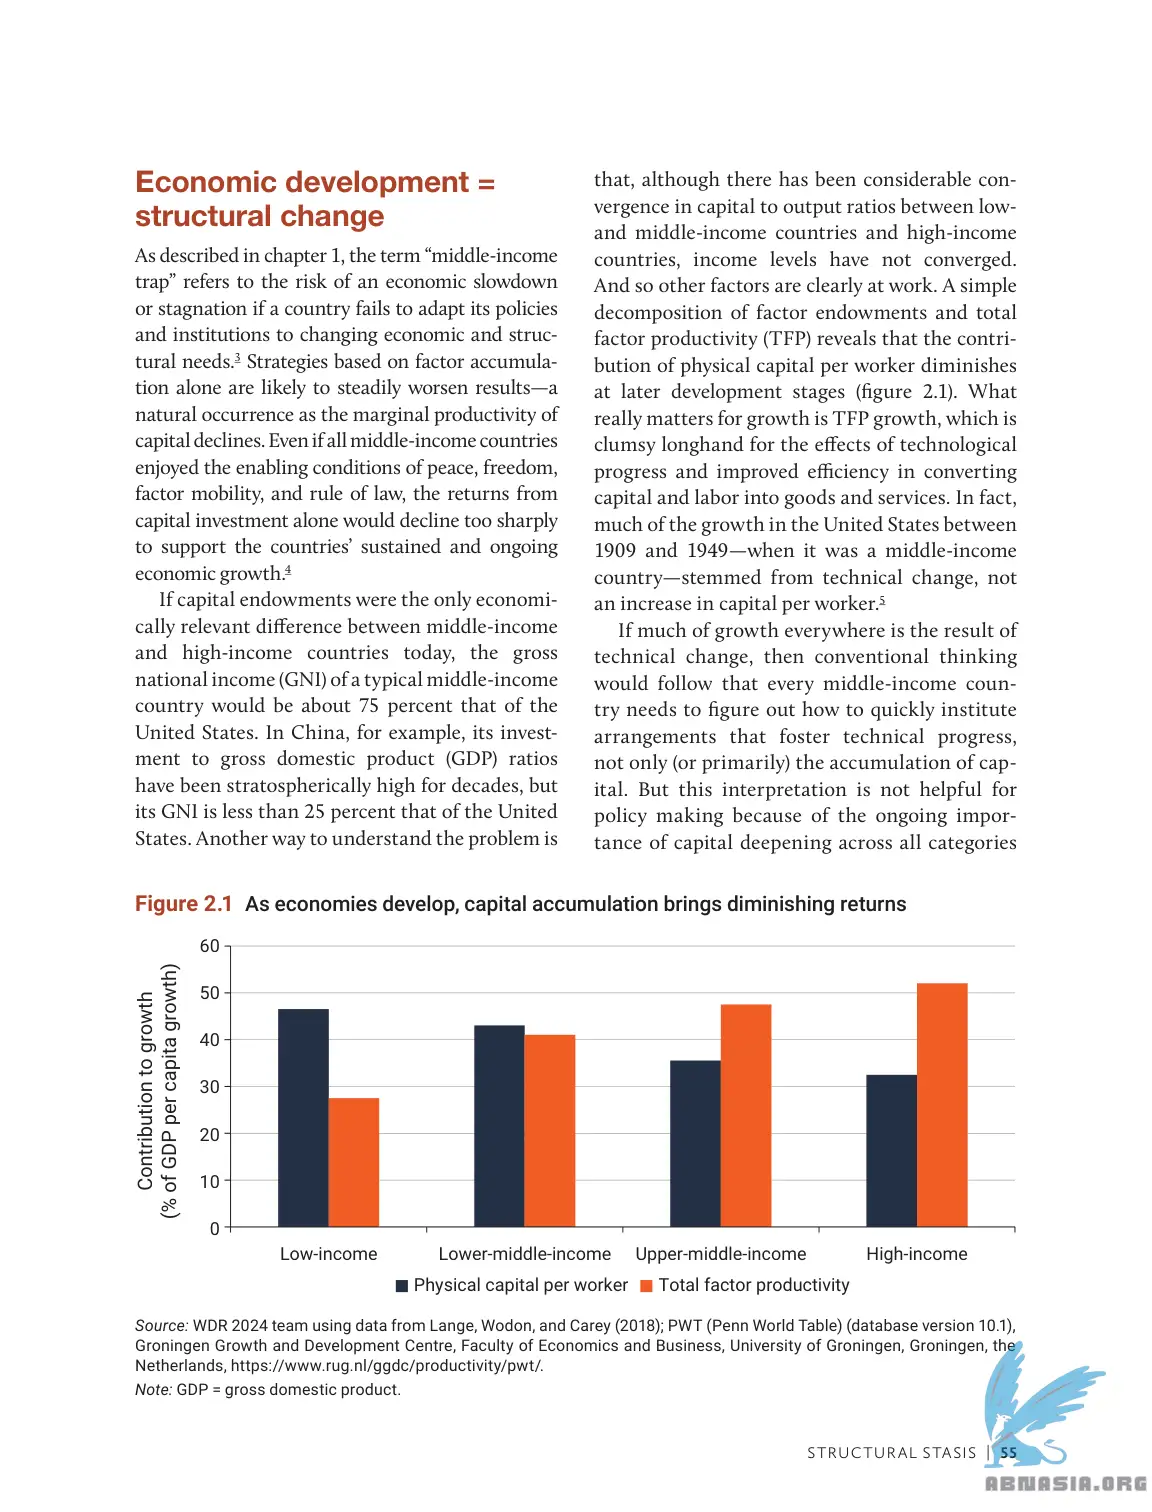 Economic development =
structural change
As described in chapter 1, the term “middle-income
trap” refers to the risk of an economic slowdown
or stagnation if a country fails to adapt its policies
and institutions to changing economic and struc-
tural needs.3 Strategies based on factor accumula-
tion alone are likely to steadily worsen results—a
natural occurrence as the marginal productivity of
capital declines. Even if all middle-income countries
enjoyed the enabling conditions of peace, freedom,
factor mobility, and rule of law, the returns from
capital investment alone would decline too sharply
to support the countries’ sustained and ongoing
economic growth.4
If capital endowments were the only economi-
cally relevant difference between middle-income
and high-income countries today, the gross
national income (GNI) of a typical middle-income
country would be about 75 percent that of the
United States. In China, for example, its invest-
ment to gross domestic product (GDP) ratios
have been stratospherically high for decades, but
its GNI is less than 25 percent that of the United
States. Another way to understand the problem is
that, although there has been considerable con-
vergence in capital to output ratios between low-
and middle-income countries and high-income
countries, income levels have not converged.
And so other factors are clearly at work. A simple
decomposition of factor endowments and total
factor productivity (TFP) reveals that the contri-
bution of physical capital per worker diminishes
at later development stages (figure 2.1). What
really matters for growth is TFP growth, which is
clumsy longhand for the effects of technological
progress and improved efficiency in converting
capital and labor into goods and services. In fact,
much of the growth in the United States between
1909 and 1949—when it was a middle-income
country—stemmed from technical change, not
an increase in capital per worker.5
If much of growth everywhere is the result of
technical change, then conventional thinking
would follow that every middle-income coun-
try needs to figure out how to quickly institute
arrangements that foster technical progress,
not only (or primarily) the accumulation of cap-
ital. But this interpretation is not helpful for
policy making because of the ongoing impor-
tance of capital deepening across all categories
Figure 2.1 As economies develop, capital accumulation brings diminishing returns
Contribution to growth
(% of GDP per capita growth)
60
50
40
30
20
10
0
Low-income Lower-middle-income Upper-middle-income High-income
Physical capital per worker Total factor productivity
Source: WDR 2024 team using data from Lange, Wodon, and Carey (2018); PWT (Penn World Table) (database version 10.1),
Groningen Growth and Development Centre, Faculty of Economics and Business, University of Groningen, Groningen, the
Netherlands, https://www.rug.nl/ggdc/productivity/pwt/.
Note: GDP = gross domestic product.
STRUCTURAL STASIS | 55
ABNASIA.ORG